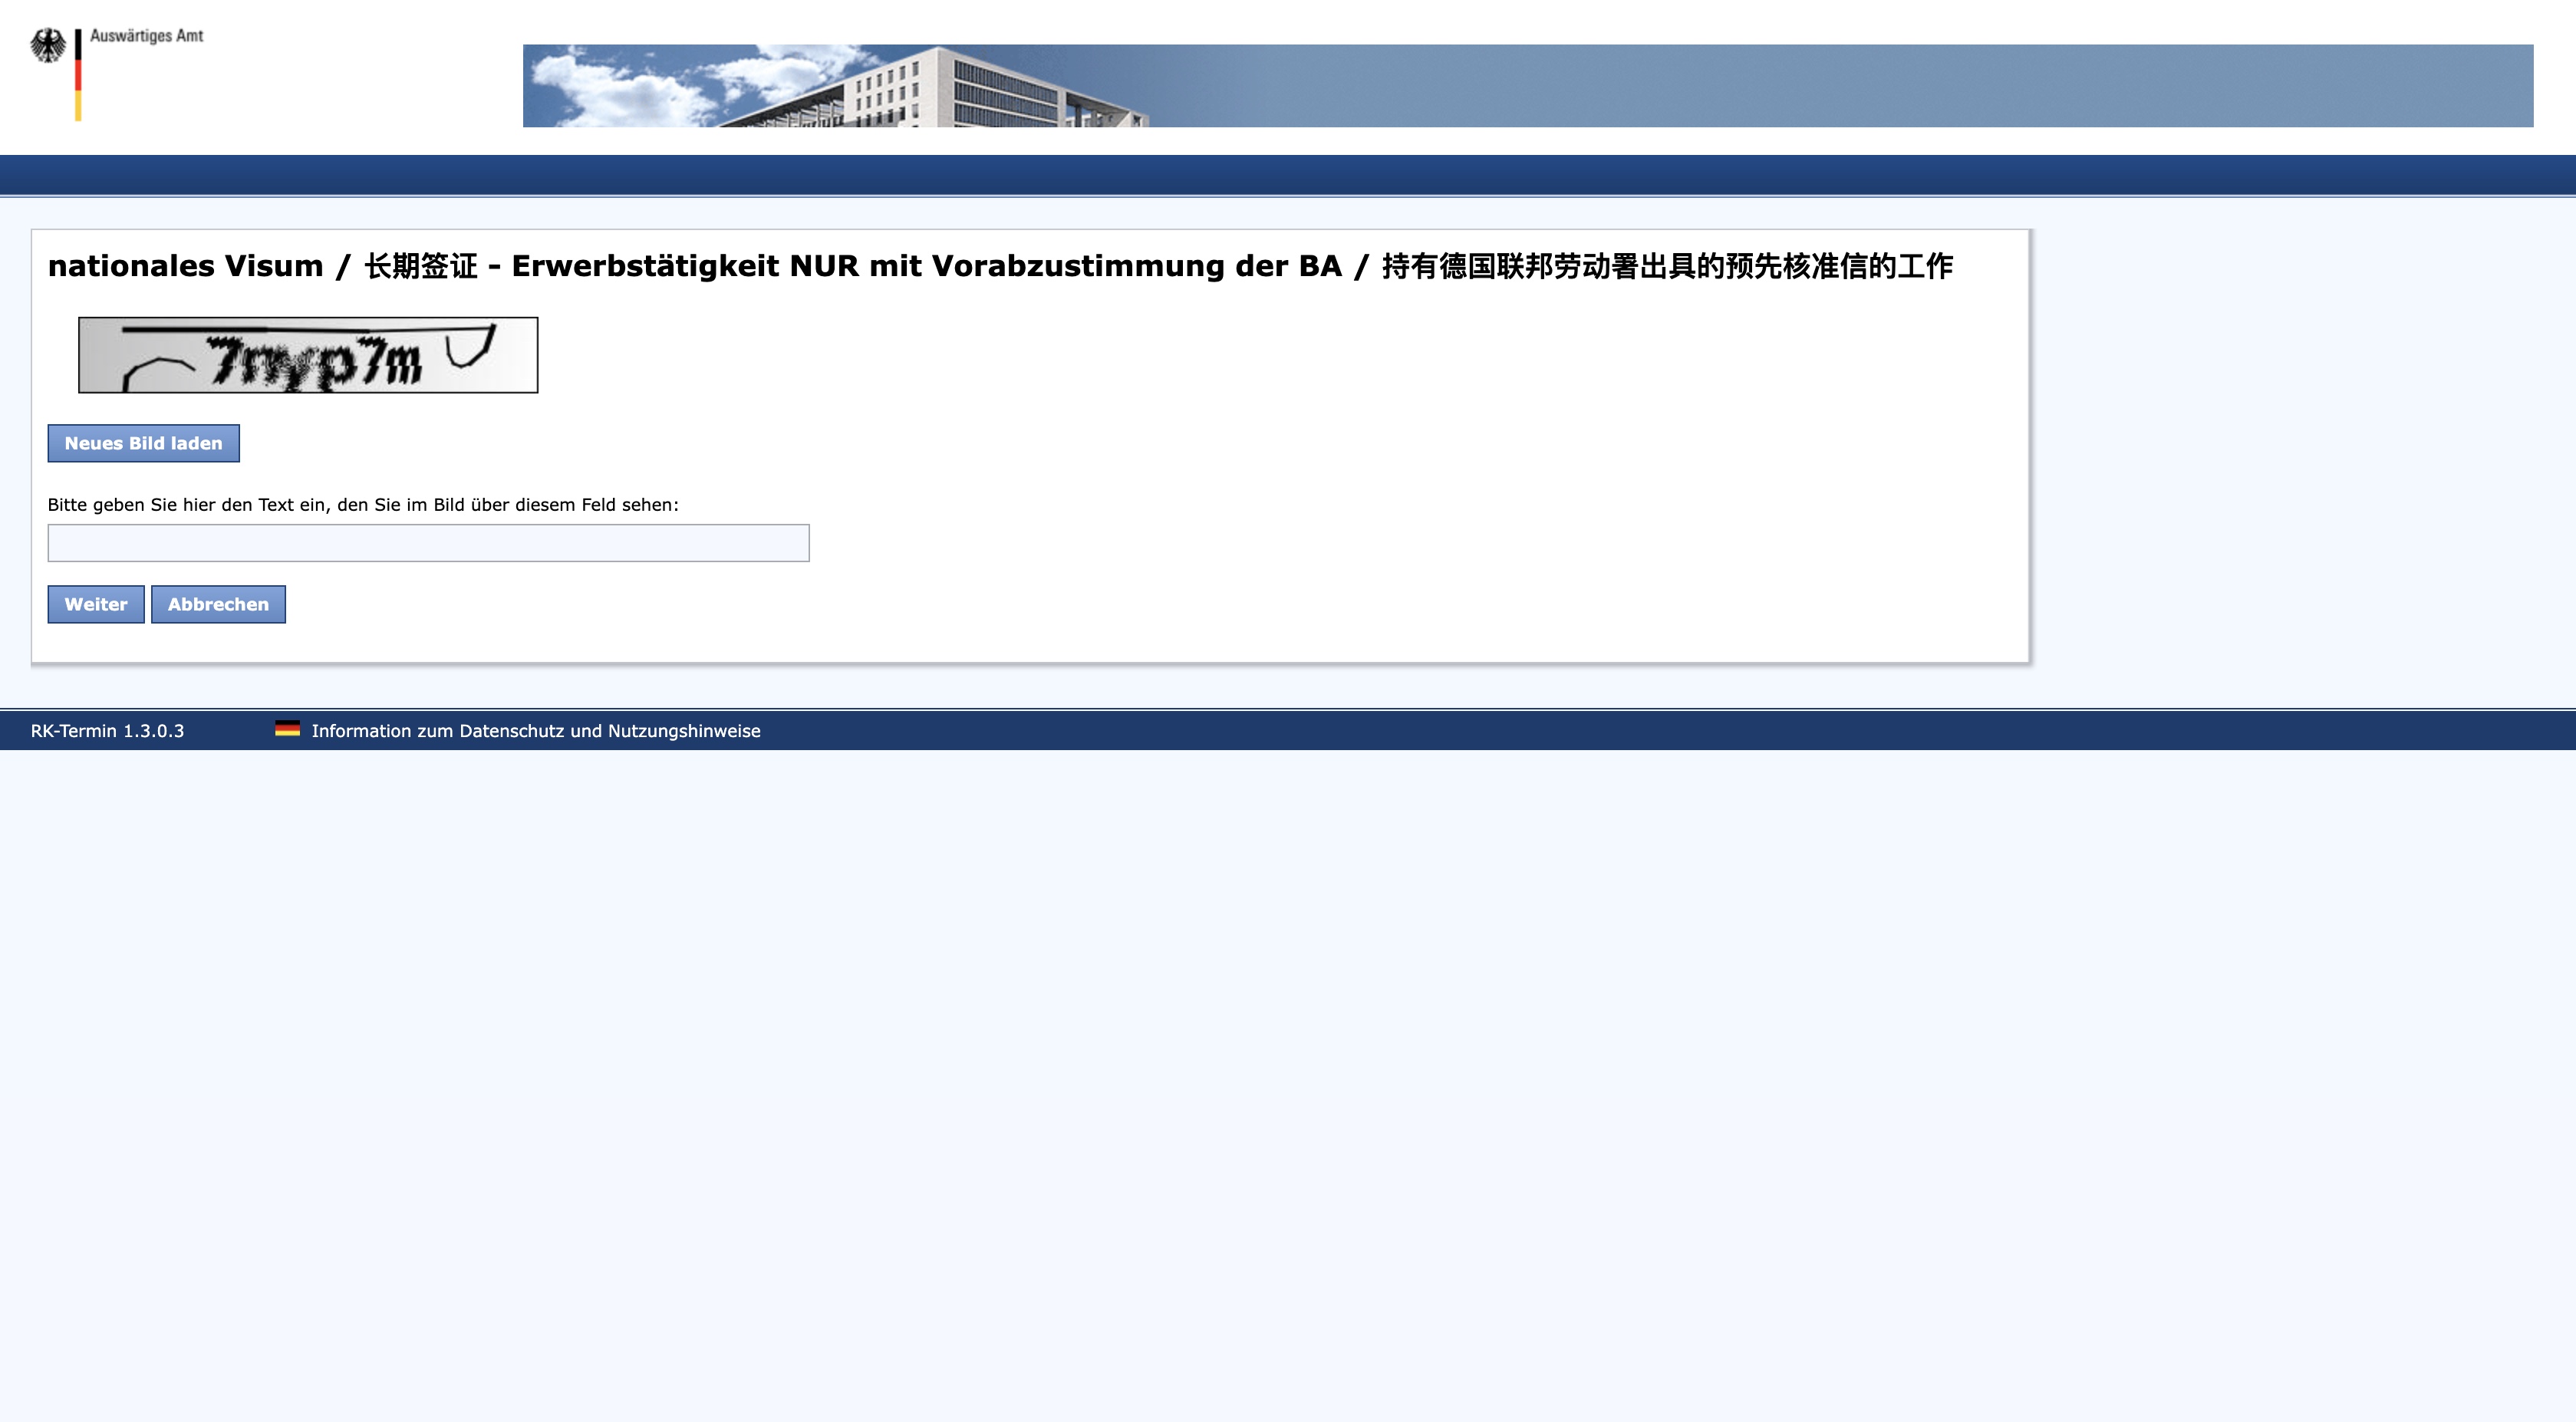 Auswärtiges Amt
nationales Visum / 长期签证 - Erwerbstätigkeit NUR mit Vorabzustimmung der BA / 持有德国联邦劳动署出具的预先核准信的工作
Neues Bild laden
Bitte geben Sie hier den Text ein, den Sie im Bild über diesem Feld sehen:
Weiter Abbrechen
RK-Termin 1.3.0.3 Information zum Datenschutz und Nutzungshinweise